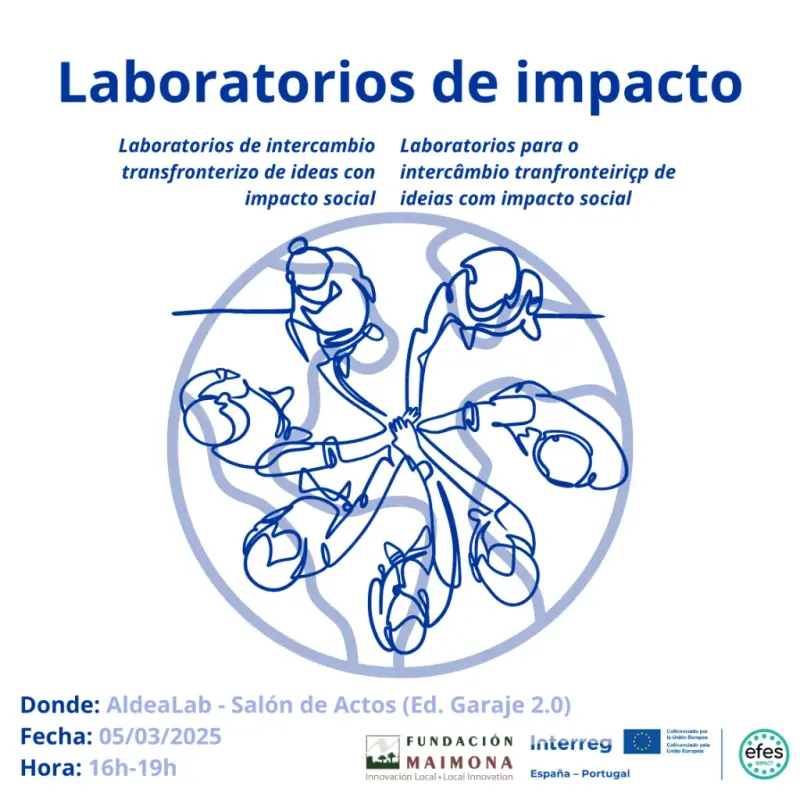 Laboratorios de impacto
Laboratorios de intercambio
transfronterizo de ideas con
impacto social
Laboratorios para o
intercâmbio tranfronteiriçp de
ideias com impacto social
Donde: AldeaLab - Salón de Actos (Ed. Garaje 2.0)
Fecha: 05/03/2025
Hora: 16h-19h
FUNDACIÓN
MAIMONA
Innovación Local • Local Innovation
Interreg
España – Portugal
Cofinanciado por
la Unión Europea
Cofinanciado pela
União Europeia
efes
IMPACT